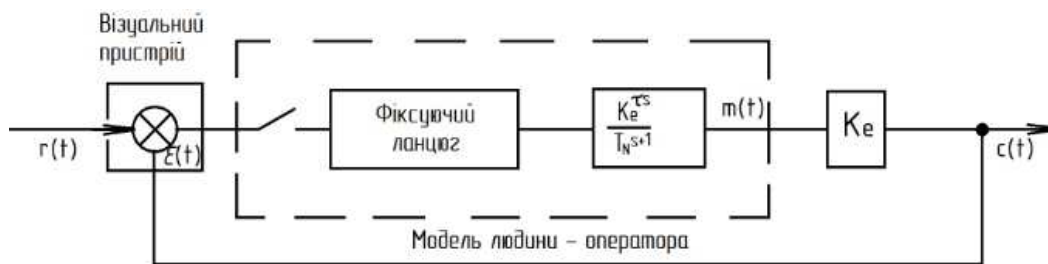 Візуальний
пристрій
r(t)
ε(t)
Фіксуючий
ланцюг
Ke^τs
T_N s+1
m(t)
Ke
c(t)
Модель людини – оператора